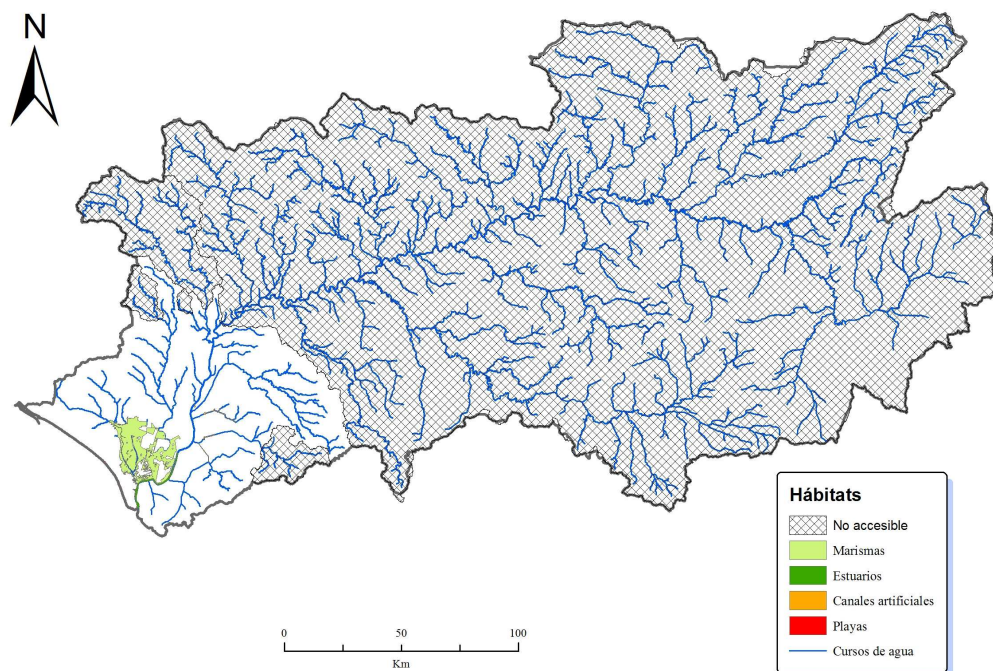 N
Hábitats
No accesible
Marismas
Estuarios
Canales artificiales
Playas
Cursos de agua
0 50 100
Km